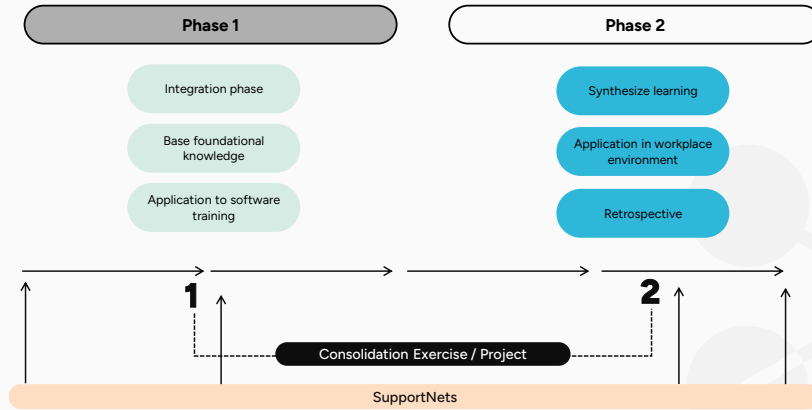 Phase 1
Phase 2
Integration phase
Base foundational
knowledge
Application to software
training
Synthesize learning
Application in workplace
environment
Retrospective
1
2
Consolidation Exercise / Project
SupportNets